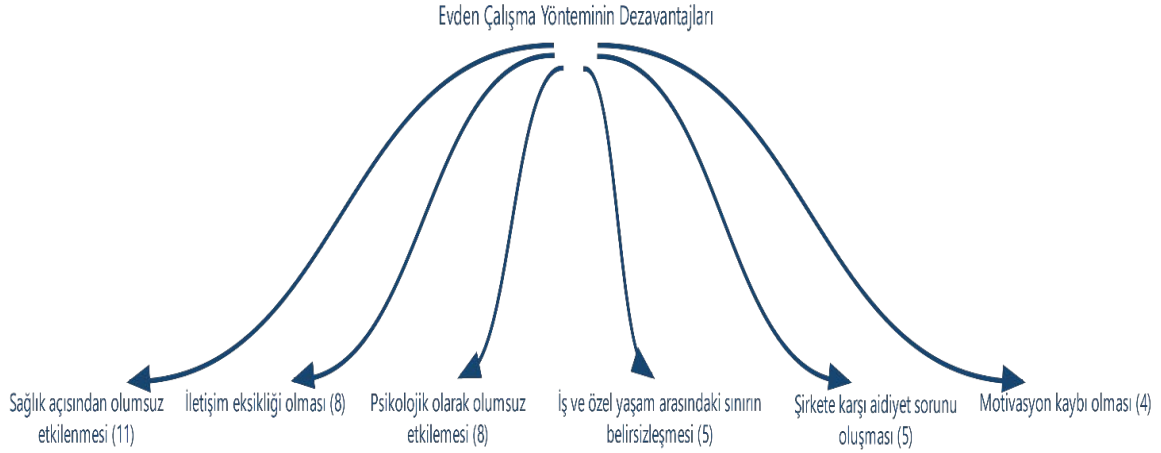 Evden Çalışma Yönteminin Dezavantajları
Sağlık açısından olumsuz
etkilenmesi (11)
İletişim eksikliği olması (8)
Psikolojik olarak olumsuz
etkilemesi (8)
İş ve özel yaşam arasındaki sınırın
belirsizleşmesi (5)
Şirkete karşı aidiyet sorunu
oluşması (5)
Motivasyon kaybı olması (4)